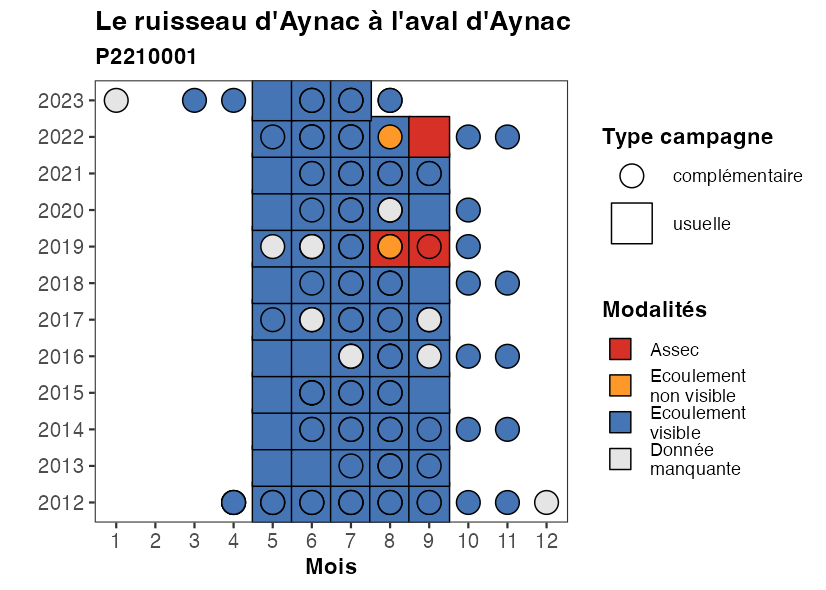 Le ruisseau d'Aynac à l'aval d'Aynac
P2210001
2023
2022
2021
2020
2019
2018
2017
2016
2015
2014
2013
2012
1 2 3 4 5 6 7 8 9 10 11 12
Mois
Type campagne
complémentaire
usuelle
Modalités
Assec
Ecoulement
non visible
Ecoulement
visible
Donnée
manquante